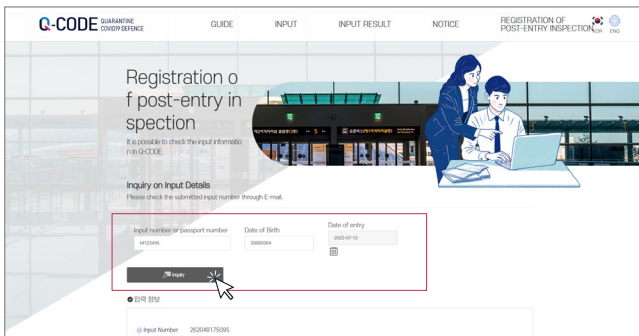 Q-CODE QUARANTINE COVID19 DEFENCE
GUIDE INPUT INPUT RESULT NOTICE REGISTRATION OF POST-ENTRY INSPECTION KOR ENG
Registration o
f post-entry in
spection
It is possible to check the input informatio
n in Q-CODE.
Inquiry on Input Details
Please check the submitted input number through E-mail.
Input number or passport number Date of Birth Date of entry
M123456 20000304 2022-07-12
Inquiry
입력 정보
Input Number 262048175095